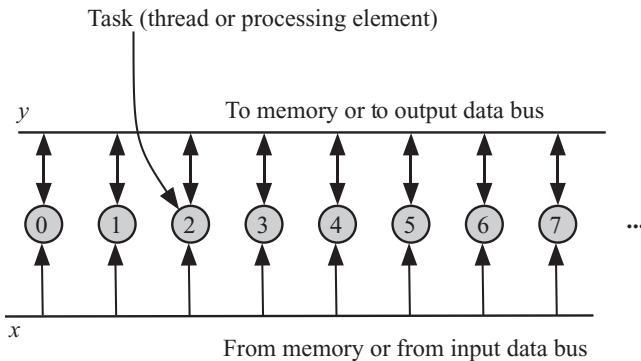 Task (thread or processing element)
y
To memory or to output data bus
0 1 2 3 4 5 6 7 ...
x
From memory or from input data bus